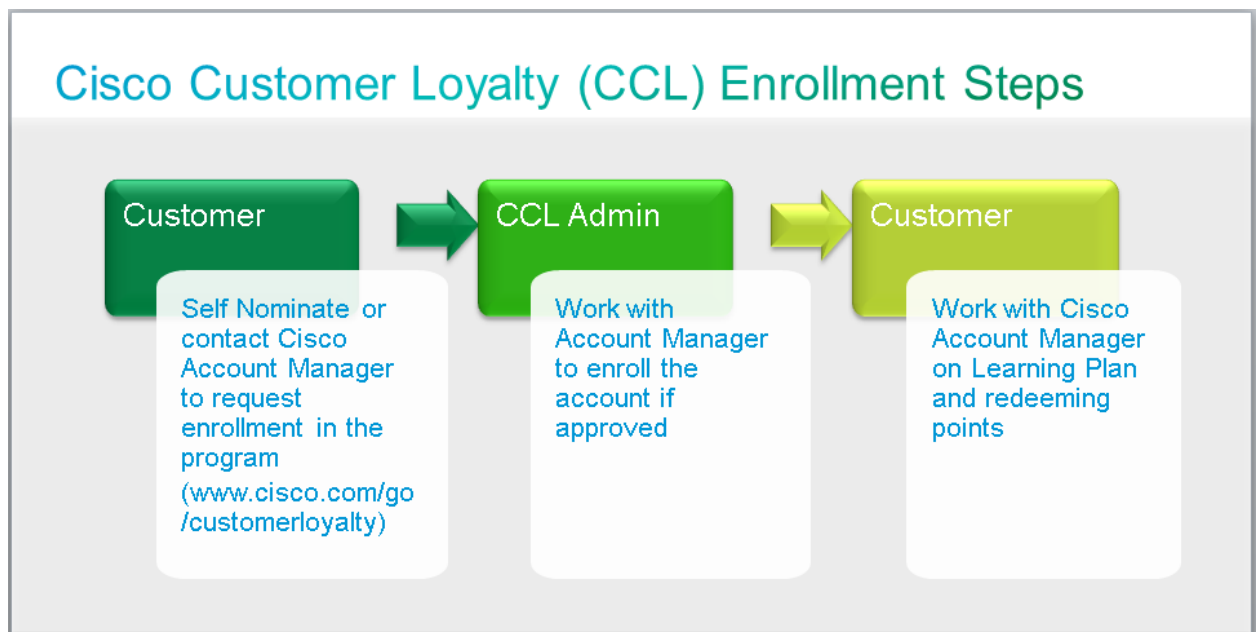 Cisco Customer Loyalty (CCL) Enrollment Steps
Customer
Self Nominate or
contact Cisco
Account Manager
to request
enrollment in the
program
(www.cisco.com/go
/customerloyalty)
CCL Admin
Work with
Account Manager
to enroll the
account if
approved
Customer
Work with Cisco
Account Manager
on Learning Plan
and redeeming
points